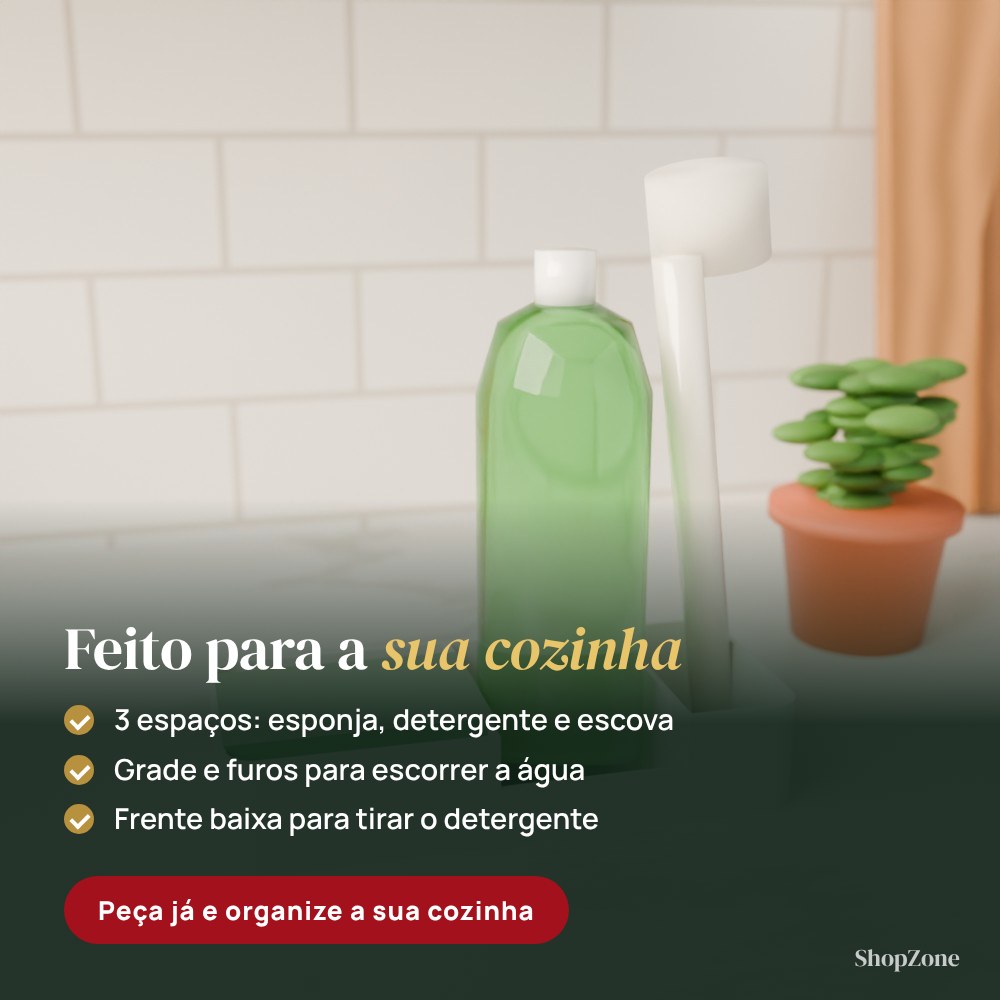 Feito para a sua cozinha
3 espaços: esponja, detergente e escova
Grade e furos para escorrer a água
Frente baixa para tirar o detergente
Peça já e organize a sua cozinha
ShopZone